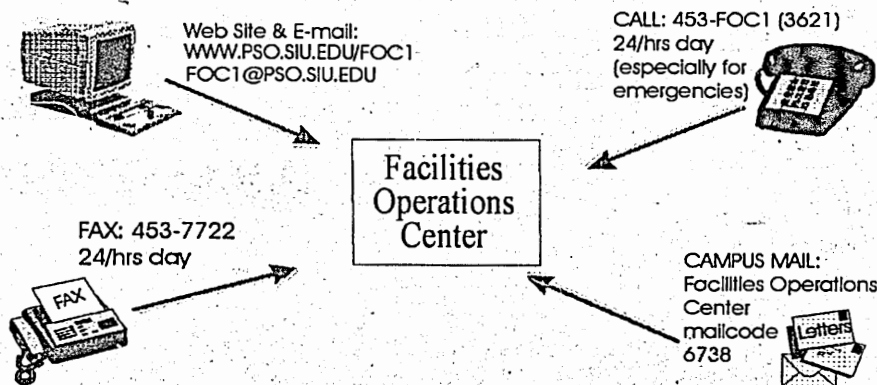 Web Site & E-mail:
WWW.PSO.SIU.EDU/FOC1
FOC1@PSO.SIU.EDU
CALL: 453-FOC1 (3621)
24/hrs day
(especially for
emergencies)
Facilities
Operations
Center
FAX: 453-7722
24/hrs day
FAX
CAMPUS MAIL:
Facilities Operations
Center
mailcode
6738
Letters